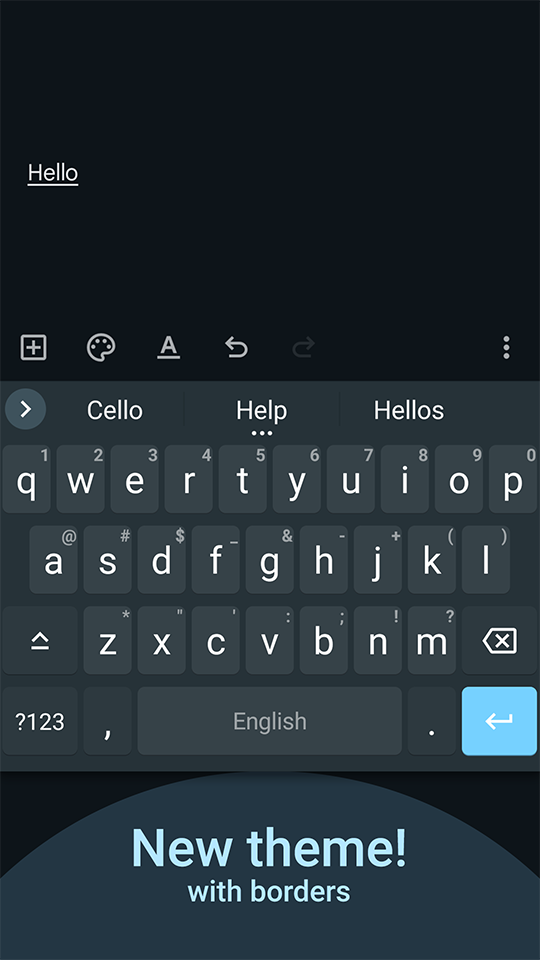 Hello
A
Cello Help Hellos
q 1 w 2 e 3 r 4 t 5 y 6 u 7 i 8 o 9 p 0
a @ s # d $ f _ g & h - j + k ( l )
z * x " c ' v : b ; n ! m ?
?123 , English .
New theme!
with borders